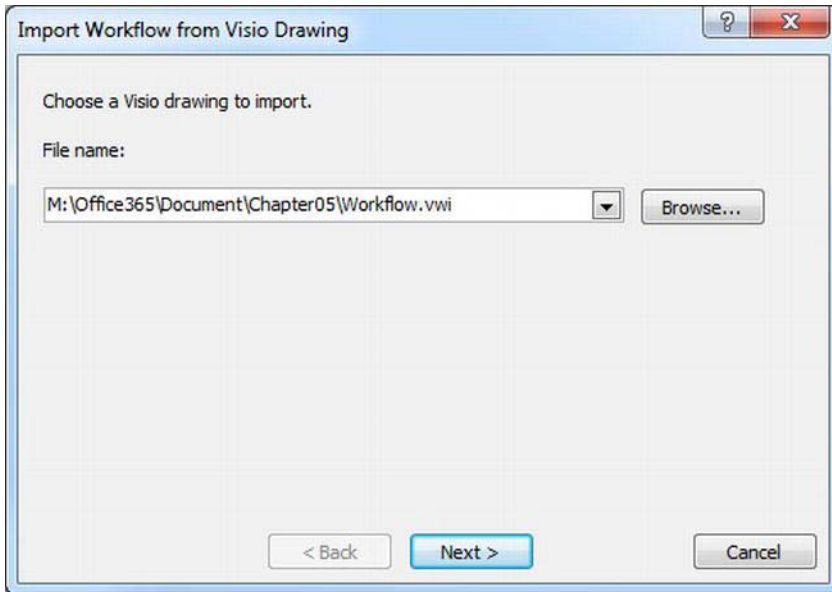 Import Workflow from Visio Drawing
Choose a Visio drawing to import.
File name:
M:\Office365\Document\Chapter05\Workflow.vwi
Browse...
< Back
Next >
Cancel